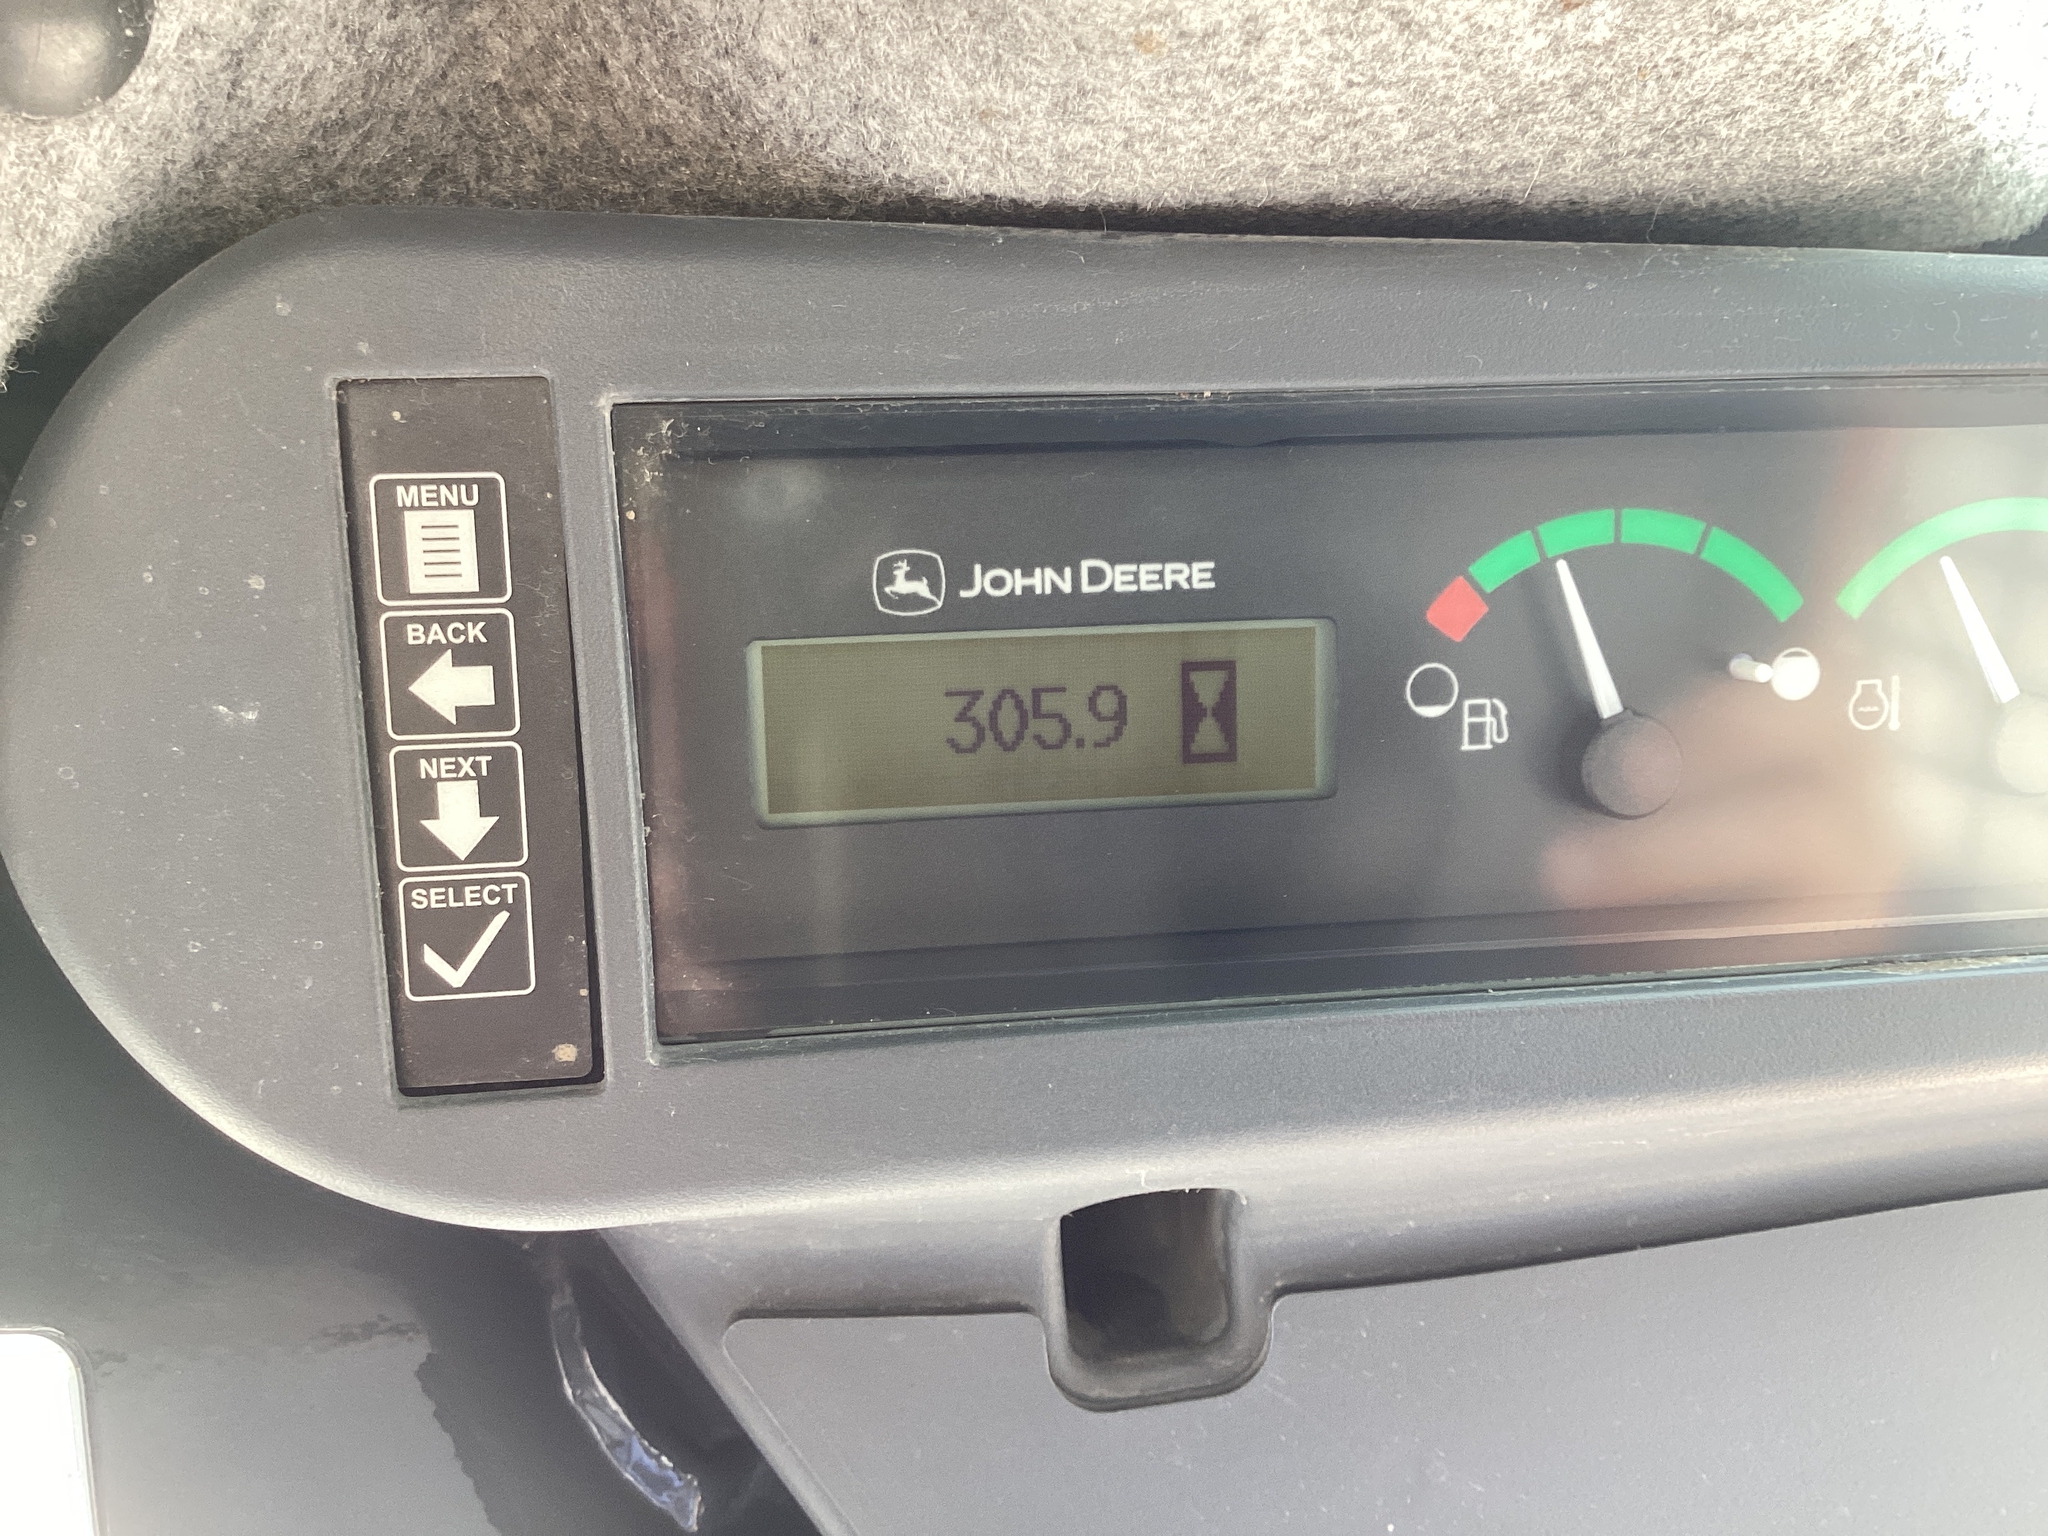 MENU
BACK
NEXT
SELECT
JOHN DEERE
305.9